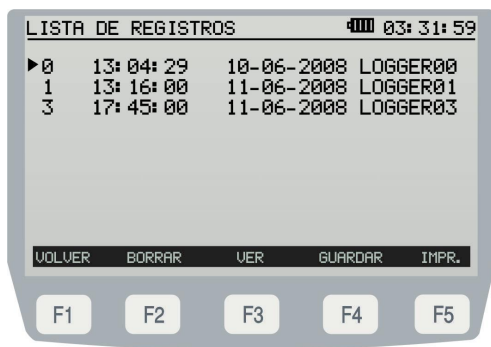 LISTA DE REGISTROS 03:31:59
▶0 13:04:29 10-06-2008 LOGGER00
1 13:16:00 11-06-2008 LOGGER01
3 17:45:00 11-06-2008 LOGGER03
VOLVER BORRAR VER GUARDAR IMPR.
F1 F2 F3 F4 F5